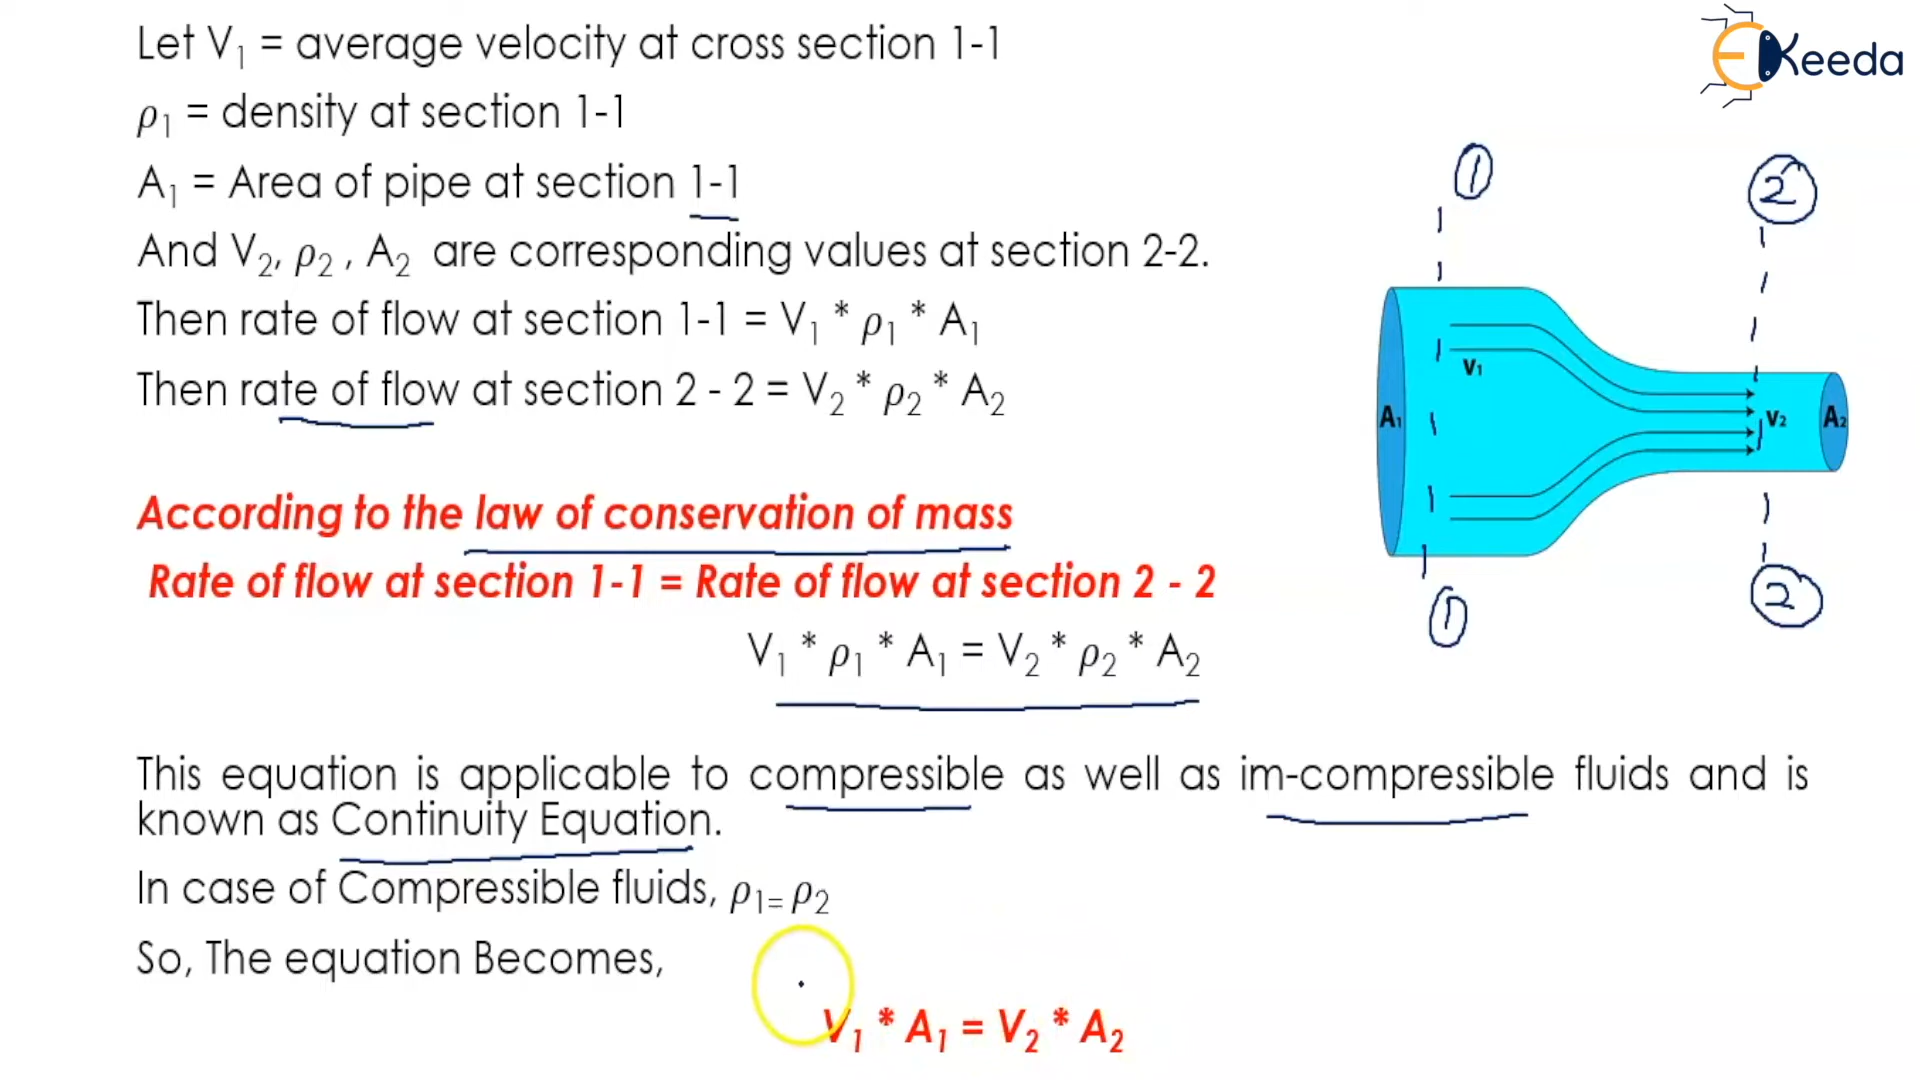 Let V₁ = average velocity at cross section 1-1
EKeeda
ρ₁ = density at section 1-1
A₁ = Area of pipe at section 1-1
And V₂, ρ₂ , A₂ are corresponding values at section 2-2.
Then rate of flow at section 1-1 = V₁ * ρ₁ * A₁
Then rate of flow at section 2 - 2 = V₂ * ρ₂ * A₂
According to the law of conservation of mass
Rate of flow at section 1-1 = Rate of flow at section 2 - 2
V₁ * ρ₁ * A₁ = V₂ * ρ₂ * A₂
This equation is applicable to compressible as well as im-compressible fluids and is
known as Continuity Equation.
In case of Compressible fluids, ρ₁₌ ρ₂
So, The equation Becomes,
V₁ * A₁ = V₂ * A₂
1
2
V₁
A₁
V₂
A₂
1
2